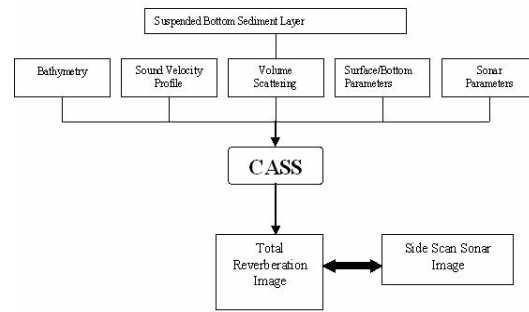 Suspended Bottom Sediment Layer
Bathymetry
Sound Velocity
Profile
Volume
Scattering
Surface/Bottom
Parameters
Sonar
Parameters
CASS
Total
Reverberation
Image
Side Scan Sonar
Image